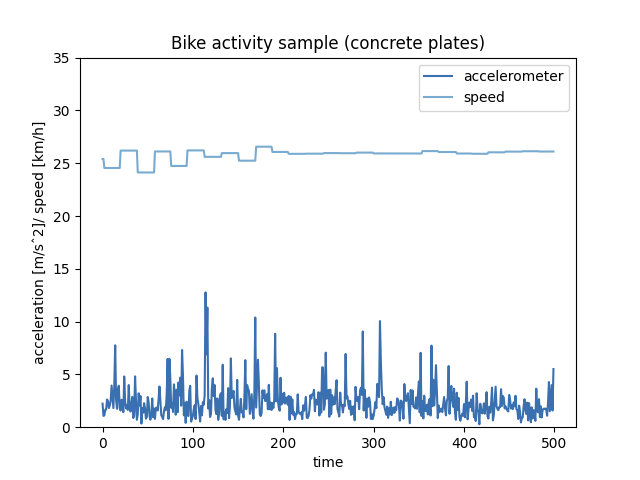 Bike activity sample (concrete plates)
accelerometer
speed
acceleration [m/sˆ2]/ speed [km/h]
35
30
25
20
15
10
5
0
0 100 200 300 400 500
time